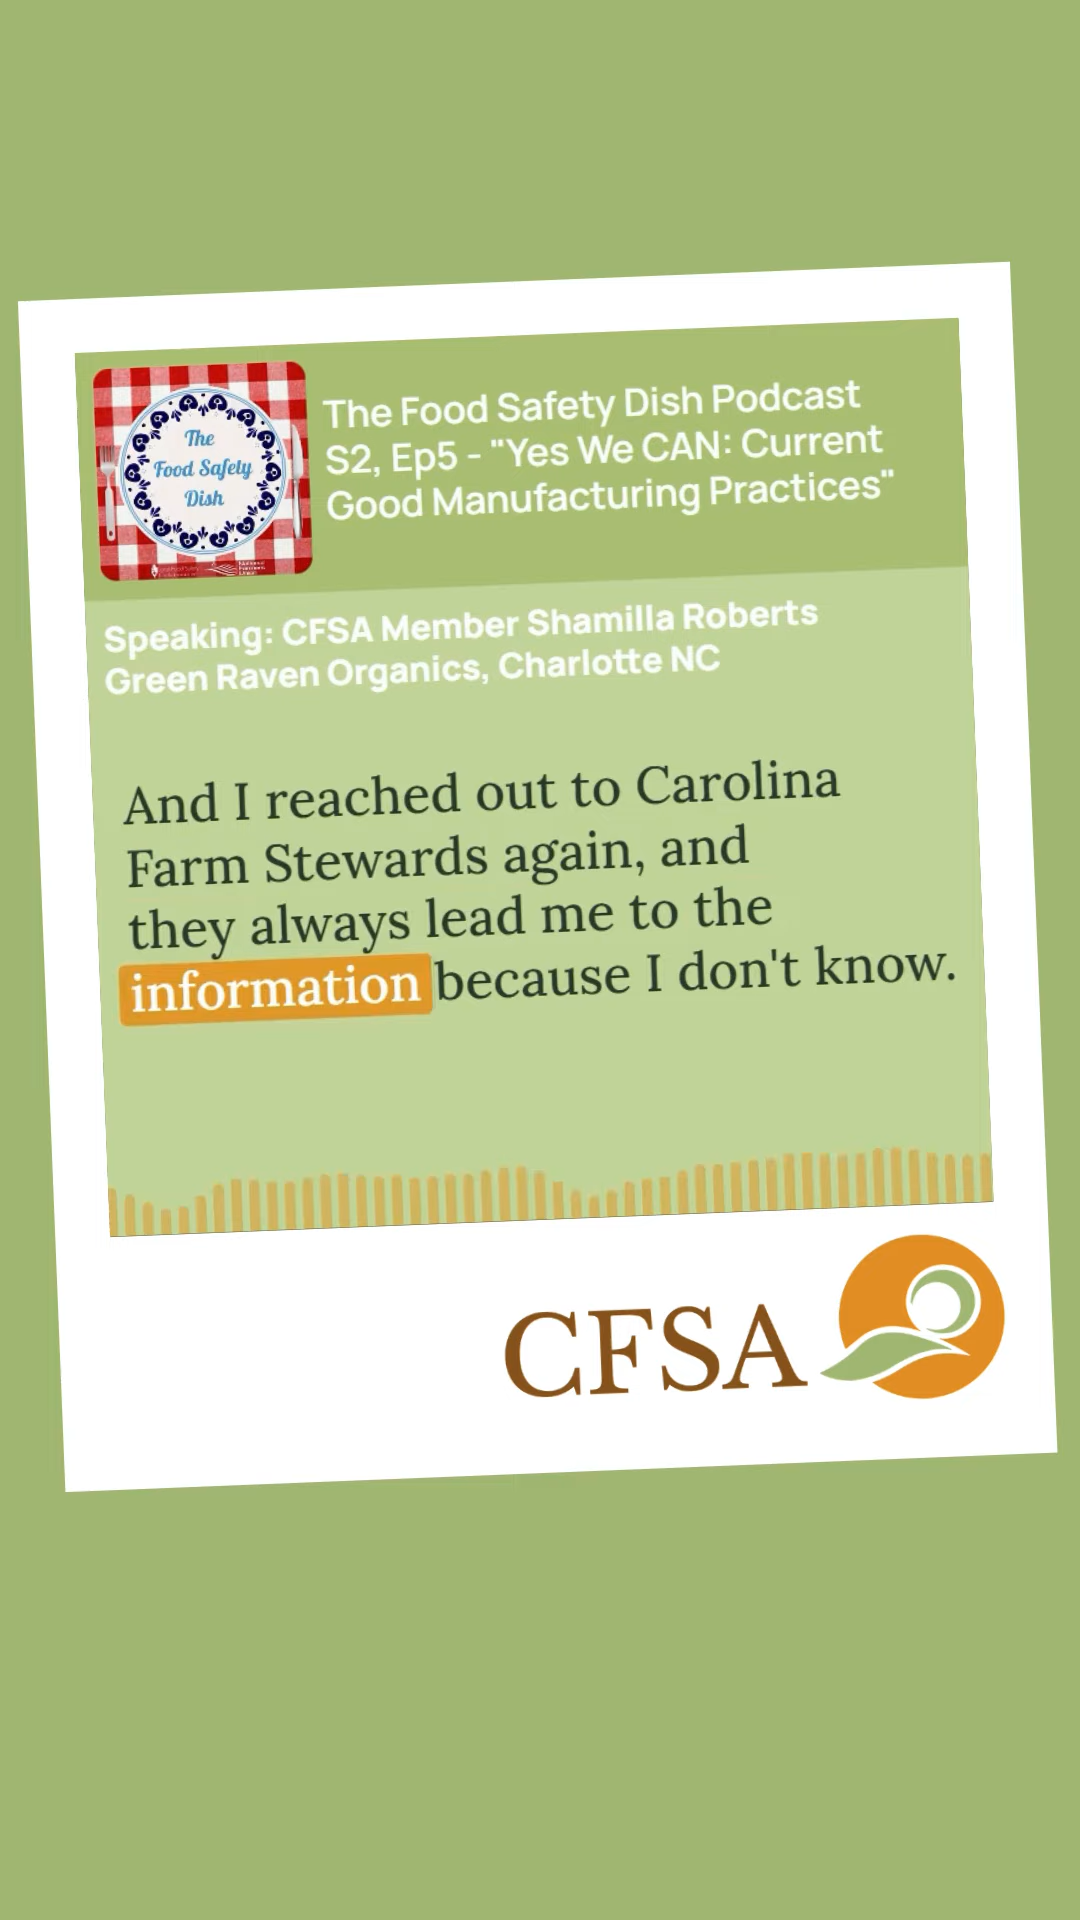 The
Food Safety
Dish
The Food Safety Dish Podcast
S2, Ep5 - "Yes We CAN: Current
Good Manufacturing Practices"
Speaking: CFSA Member Shamilla Roberts
Green Raven Organics, Charlotte NC
And I reached out to Carolina
Farm Stewards again, and
they always lead me to the
information because I don't know.
CFSA